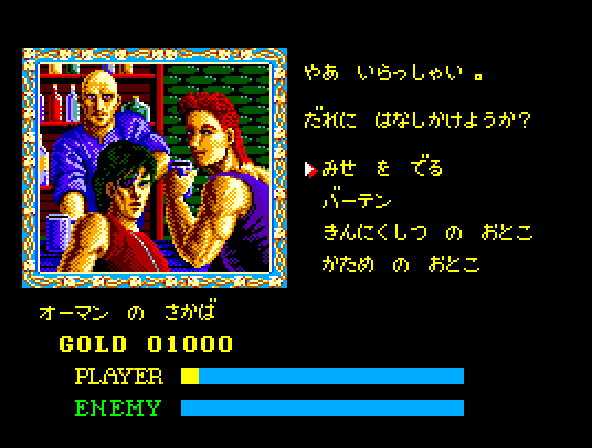 やあ いらっしゃい。
だれに はなしかけようか?
みせ を でる
バーテン
きんにくしつ の おとこ
かため の おとこ
オーマン の さかば
GOLD 01000
PLAYER
ENEMY